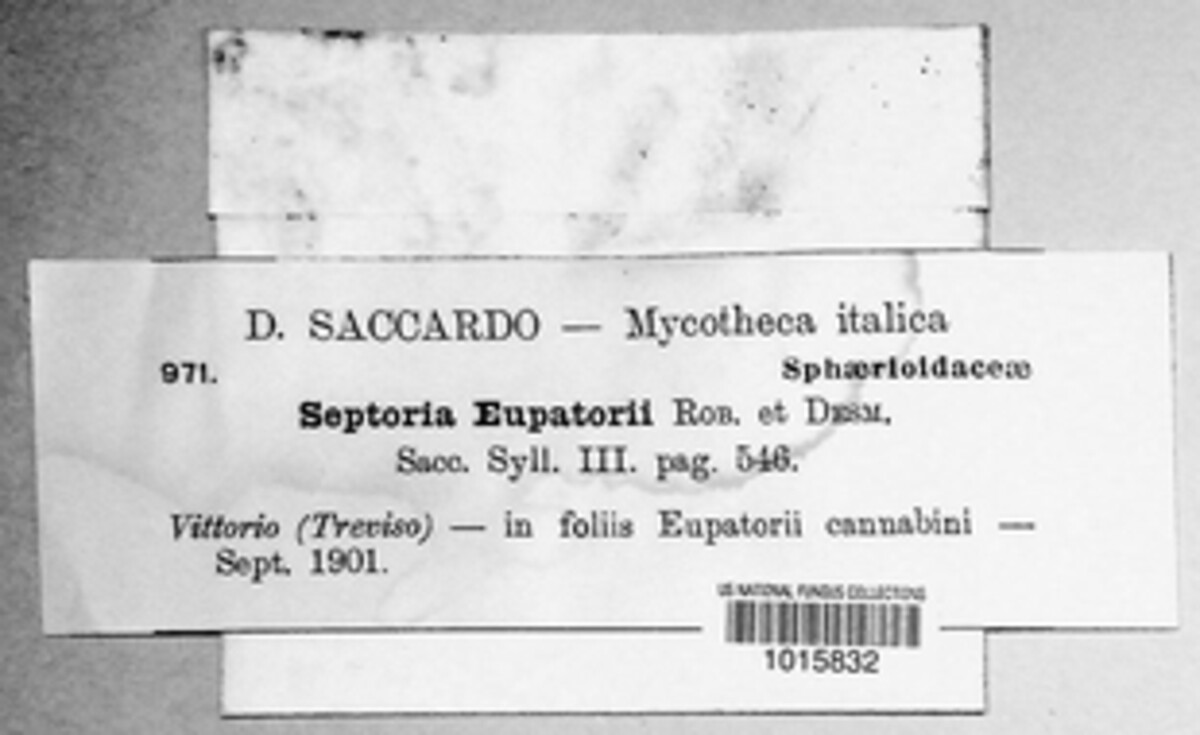 D. SACCARDO — Mycotheca italica
971. Sphærioidaceæ
Septoria Eupatorii ROB. et DESM.
Sacc. Syll. III. pag. 546.
Vittorio (Treviso) — in foliis Eupatorii cannabini —
Sept. 1901.
US NATIONAL FUNGUS COLLECTIONS
1015832